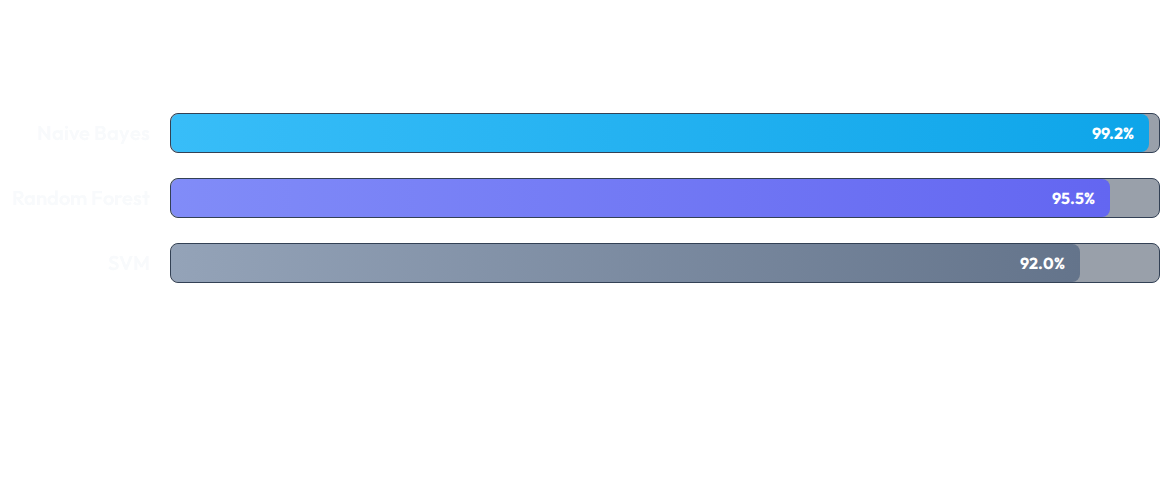 Naive Bayes
99.2%
Random Forest
95.5%
SVM
92.0%